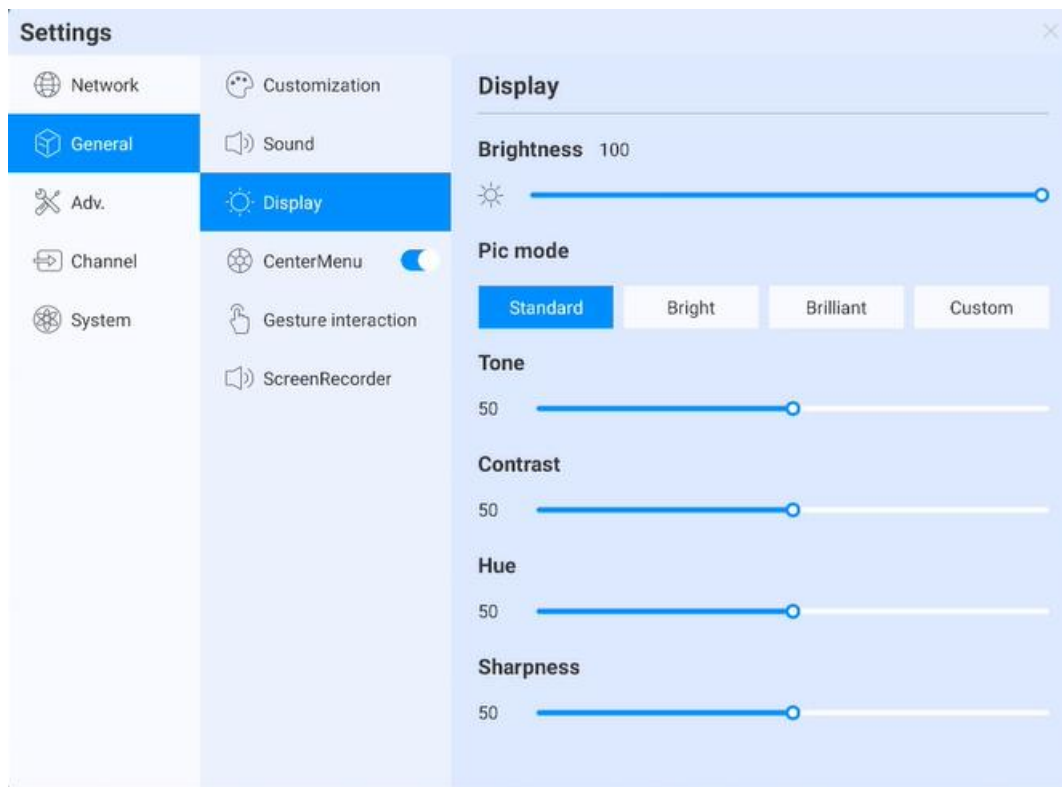 Settings
Network
General
Adv.
Channel
System
Customization
Sound
Display
CenterMenu
Gesture interaction
ScreenRecorder
Display
Brightness 100
Pic mode
Standard Bright Brilliant Custom
Tone
50
Contrast
50
Hue
50
Sharpness
50